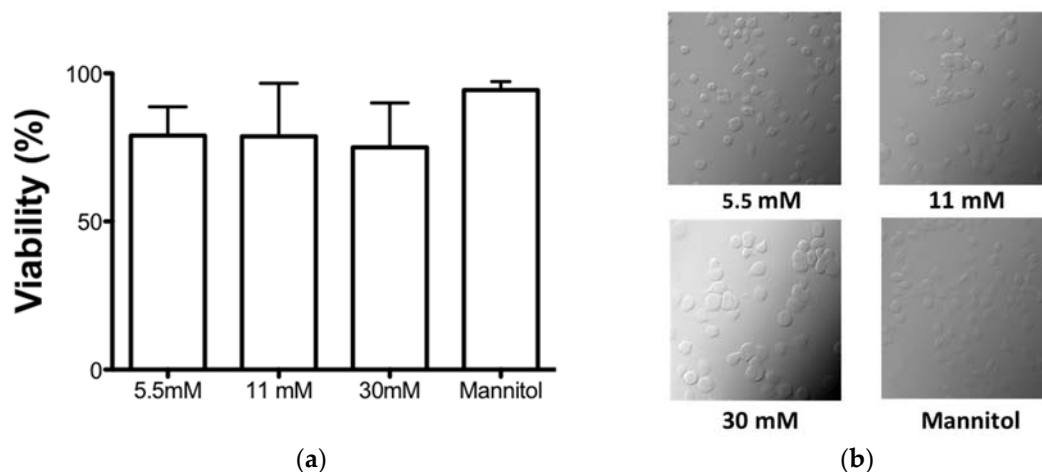 Viability (%)
100
50
0
5.5mM
11 mM
30mM
Mannitol
(a)
5.5 mM
11 mM
30 mM
Mannitol
(b)